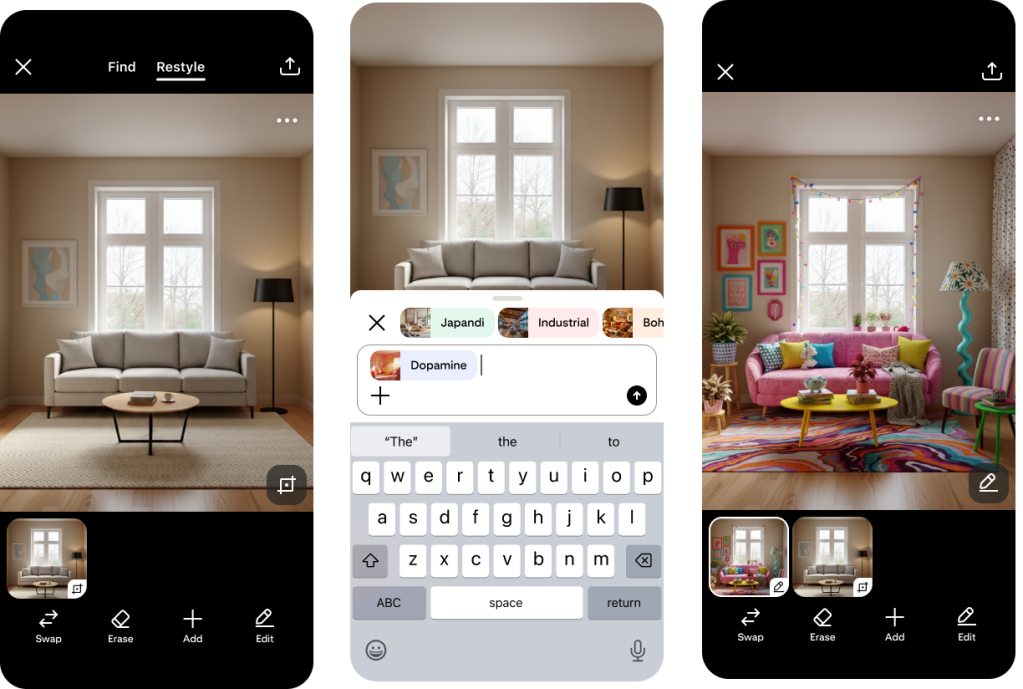 Find Restyle
Swap Erase Add Edit
Japandi Industrial Boh
Dopamine
“The” the to
q w e r t y u i o p
a s d f g h j k l
z x c v b n m
ABC space return
Swap Erase Add Edit